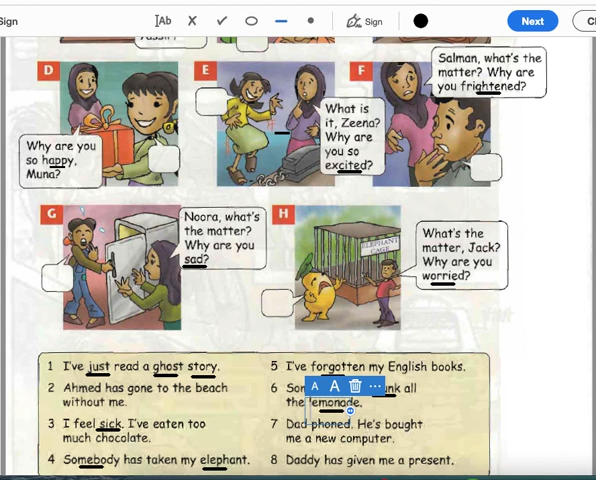 Sign
Ab
Sign
Next
D
E
F
Salman, what's the
matter? Why are
you frightened?
Why are you
so happy,
Muna?
What is
it, Zeena?
Why are
you so
excited?
G
H
Noora, what's
the matter?
Why are you
sad?
ELEPHANT
CAGE
What's the
matter, Jack?
Why are you
worried?
1 I've just read a ghost story.
2 Ahmed has gone to the beach
without me.
3 I feel sick. I've eaten too
much chocolate.
4 Somebody has taken my elephant.
5 I've forgotten my English books.
6 all
the lemonade.
A A
7 Dad phoned. He's bought
me a new computer.
8 Daddy has given me a present.